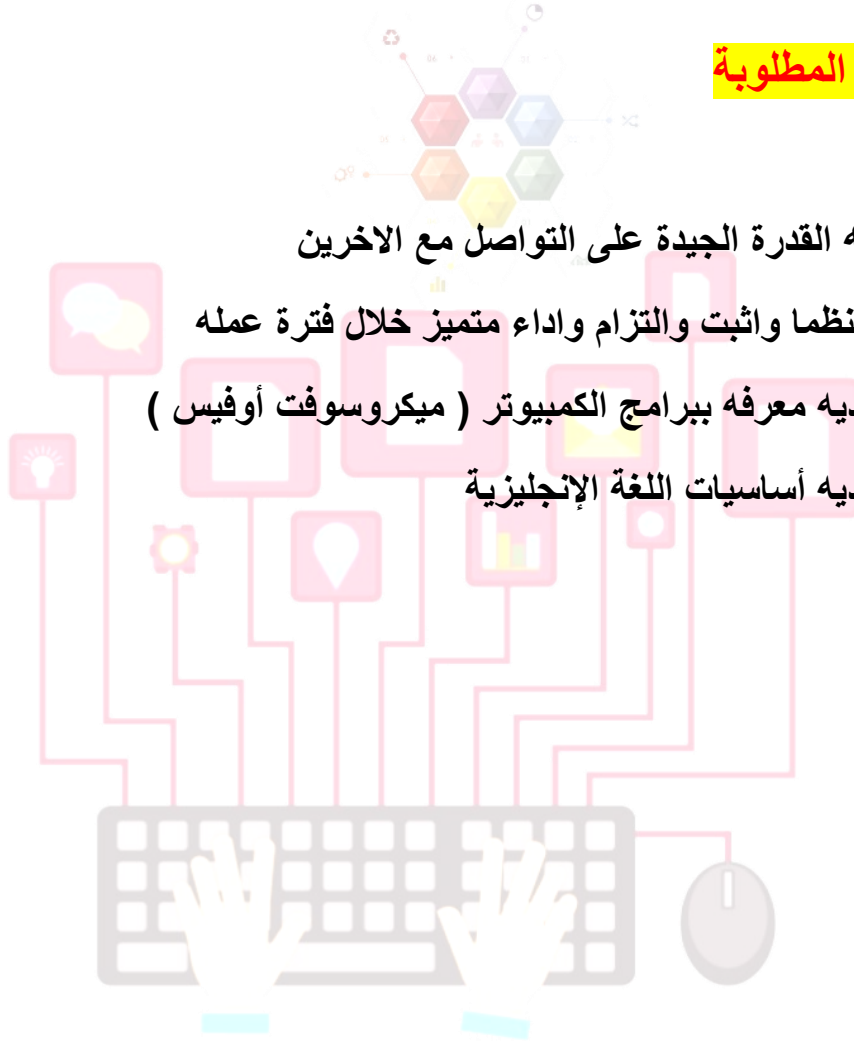 المطلوبة
القدرة الجيدة على التواصل مع الاخرين
واثبت والتزام واداء متميز خلال فترة عمله
معرفه ببرامج الكمبيوتر ( ميكروسوفت أوفيس )
أساسيات اللغة الإنجليزية